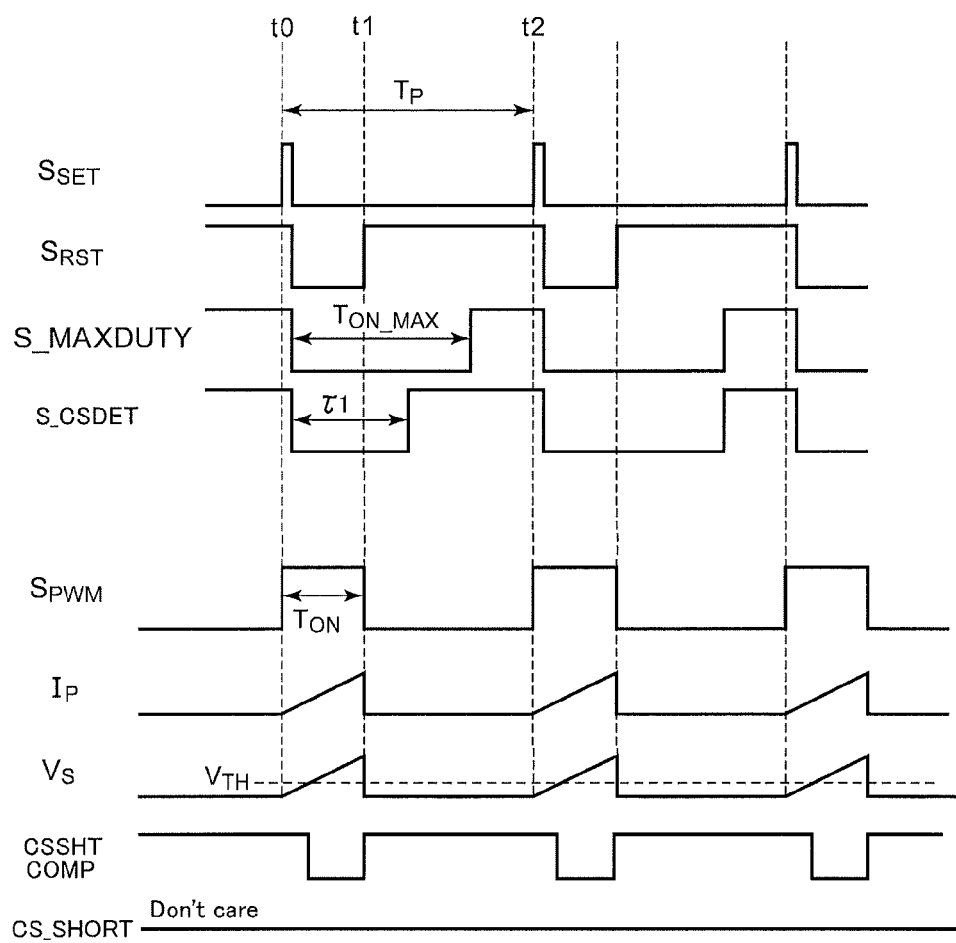 t0 t1 t2
TP
SSET
SRST
TON_MAX
S_MAXDUTY
τ1
S_CSDET
SPWM
TON
IP
VS
VTH
CSSHT
COMP
Don't care
CS_SHORT